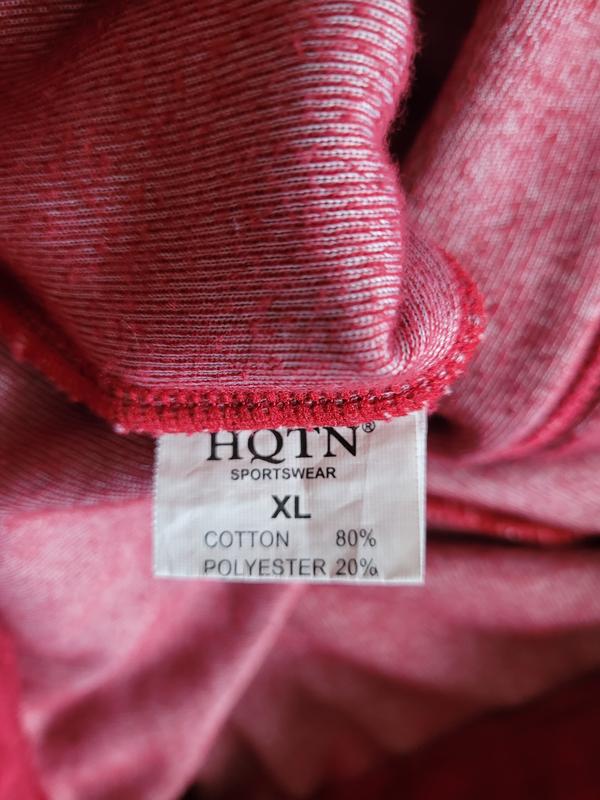 HQTN®
SPORTSWEAR
XL
COTTON 80%
POLYESTER 20%